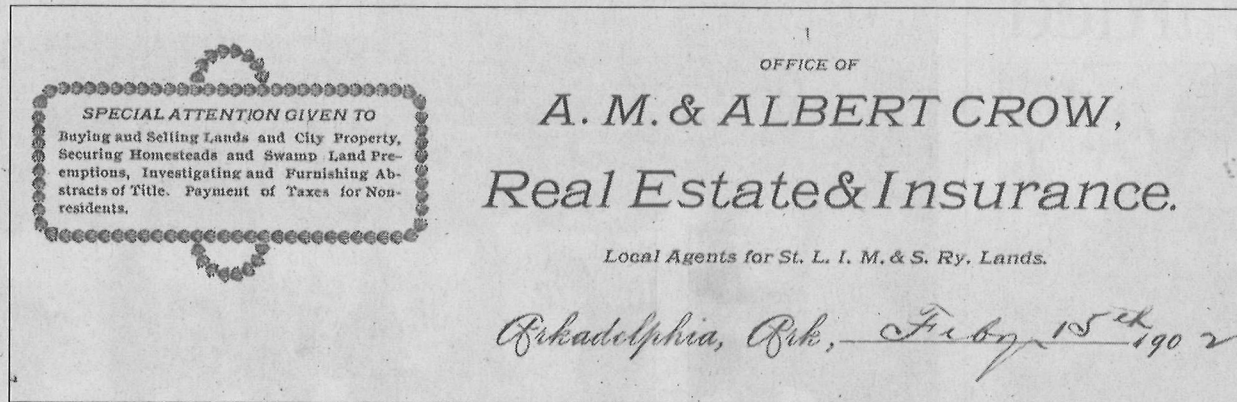 SPECIAL ATTENTION GIVEN TO
Buying and Selling Lands and City Property,
Securing Homesteads and Swamp Land Pre-
emptions, Investigating and Furnishing Ab-
stracts of Title. Payment of Taxes for Non-
residents.
OFFICE OF
A. M. & ALBERT CROW,
Real Estate & Insurance.
Local Agents for St. L. I. M. & S. Ry. Lands.
Arkadelphia, Ark, Feby 15th 1902